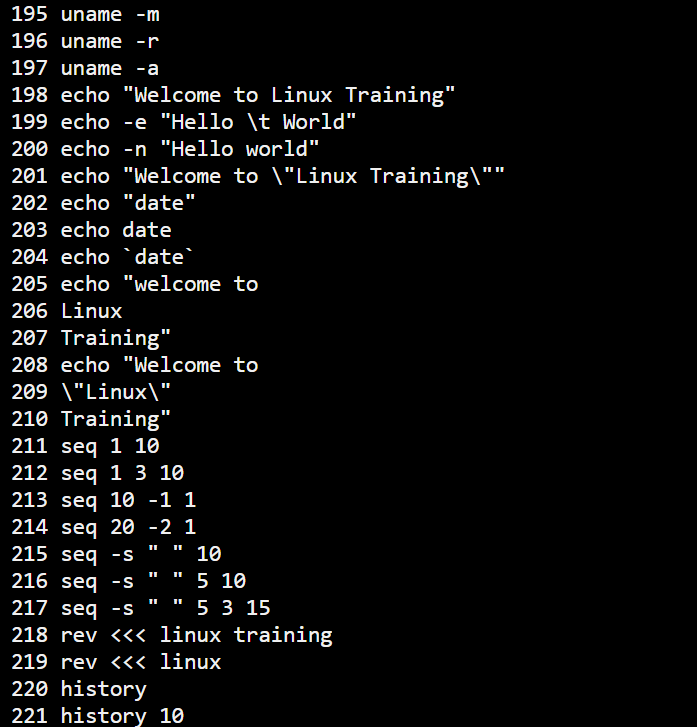 195 uname -m
196 uname -r
197 uname -a
198 echo "Welcome to Linux Training"
199 echo -e "Hello \t World"
200 echo -n "Hello world"
201 echo "Welcome to \"Linux Training\""
202 echo "date"
203 echo date
204 echo `date`
205 echo "welcome to
206 Linux
207 Training"
208 echo "Welcome to
209 \"Linux\"
210 Training"
211 seq 1 10
212 seq 1 3 10
213 seq 10 -1 1
214 seq 20 -2 1
215 seq -s " " 10
216 seq -s " " 5 10
217 seq -s " " 5 3 15
218 rev <<< linux training
219 rev <<< linux
220 history
221 history 10